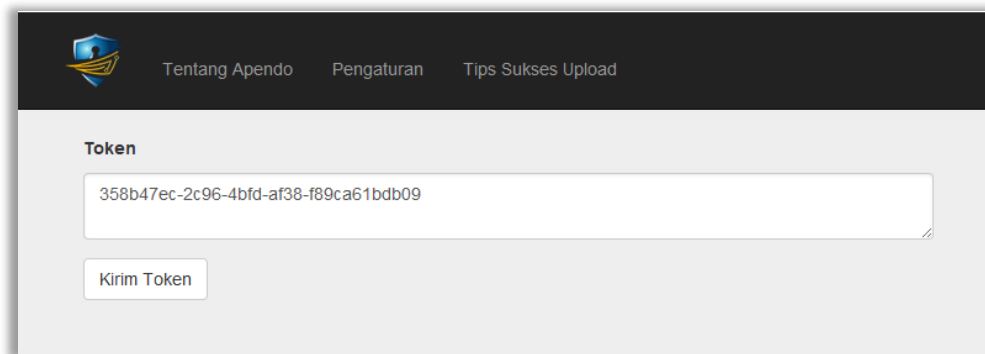 Tentang Apendo Pengaturan Tips Sukses Upload
Token
358b47ec-2c96-4bfd-af38-f89ca61bdb09
Kirim Token